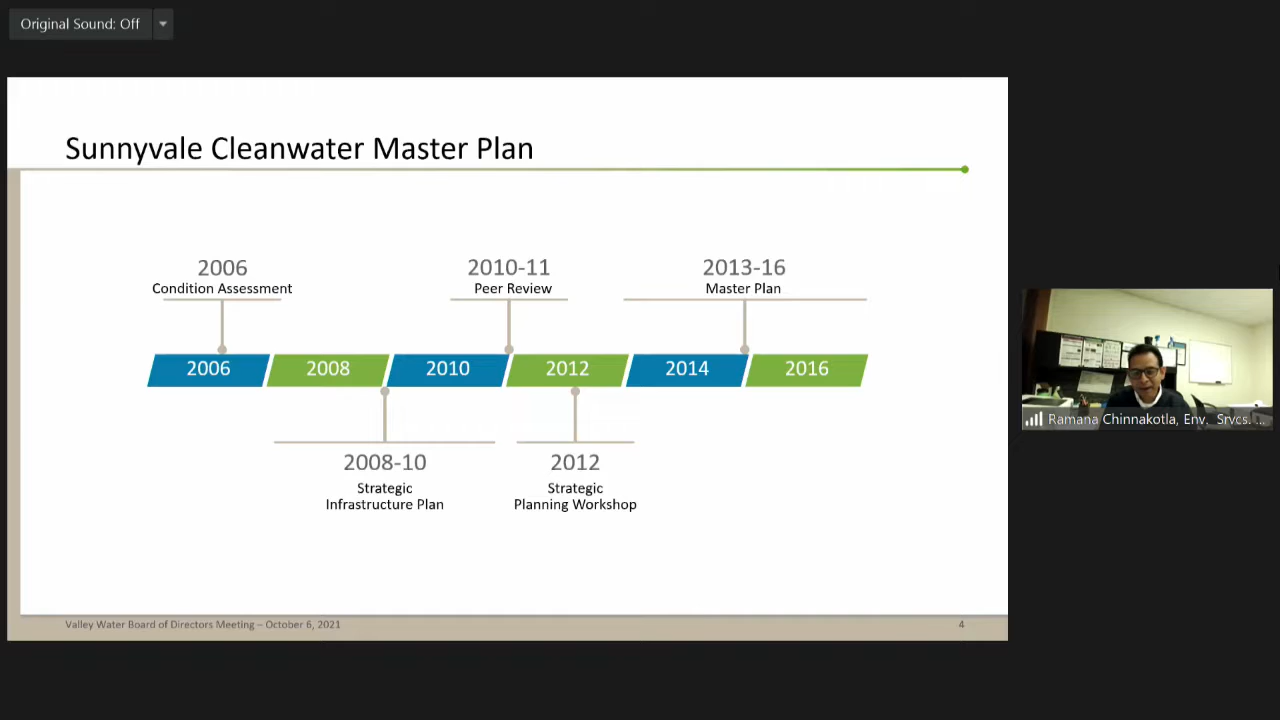 Original Sound: Off
Sunnyvale Cleanwater Master Plan
2006
Condition Assessment
2010-11
Peer Review
2013-16
Master Plan
2006
2008
2010
2012
2014
2016
2008-10
Strategic
Infrastructure Plan
2012
Strategic
Planning Workshop
Valley Water Board of Directors Meeting – October 6, 2021
4
Ramana Chinnakotla, Env. Srvcs. ...